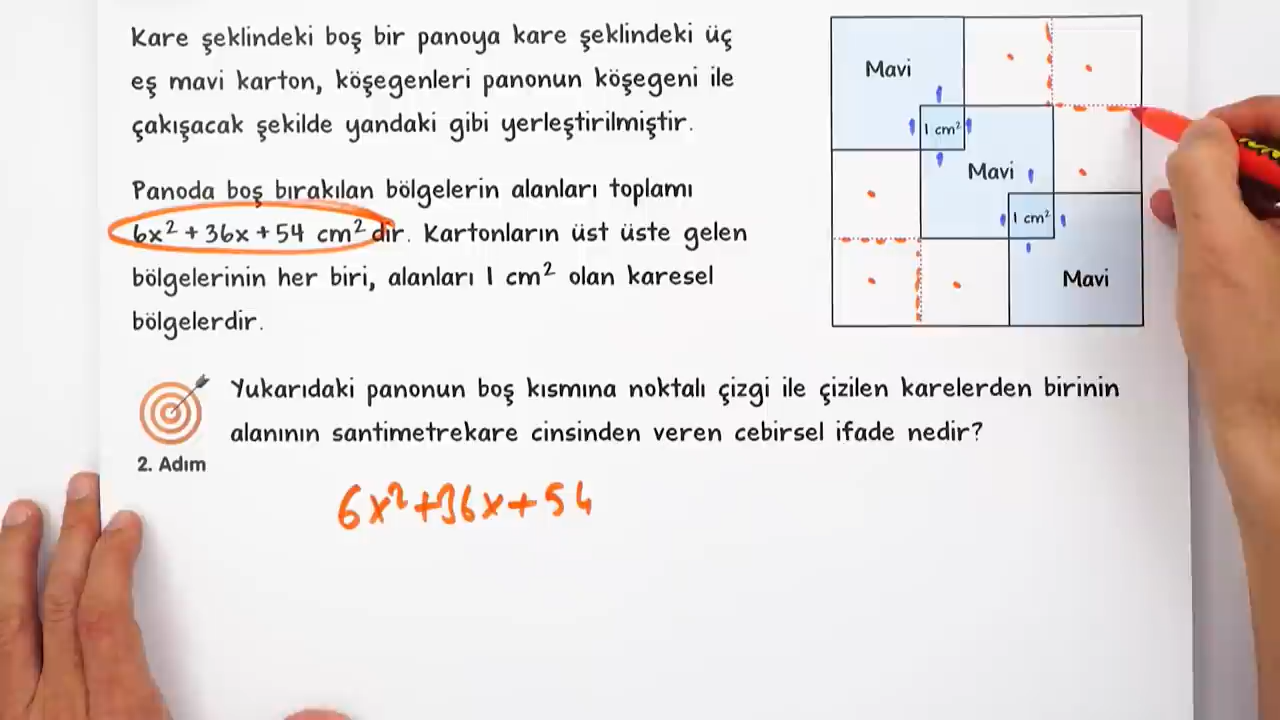 Kare şeklindeki boş bir panoya kare şeklindeki üç
eş mavi karton, köşegenleri panonun köşegeni ile
çakışacak şekilde yandaki gibi yerleştirilmiştir.
Panoda boş bırakılan bölgelerin alanları toplamı
6x² + 36x + 54 cm² dir. Kartonların üst üste gelen
bölgelerinin her biri, alanları 1 cm² olan karesel
bölgelerdir.
Mavi
1 cm²
Mavi
1 cm²
Mavi
Yukarıdaki panonun boş kısmına noktalı çizgi ile çizilen karelerden birinin
alanının santimetrekare cinsinden veren cebirsel ifade nedir?
2. Adım
6x²+36x+54